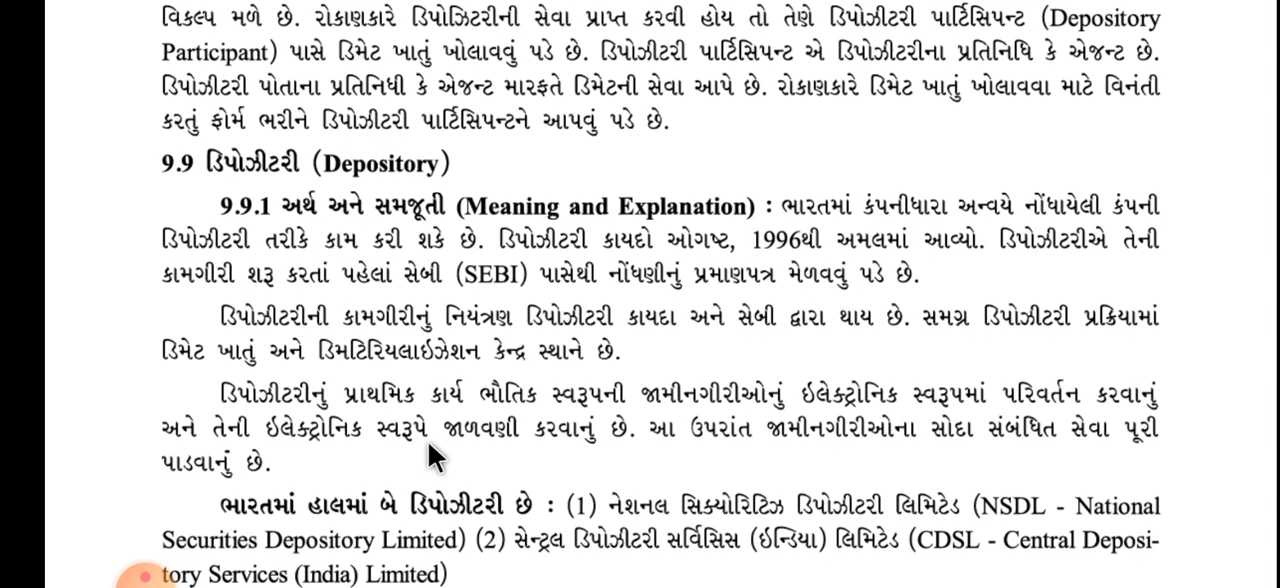 વિકલ્પ મળે છે. રોકાણકારે ડિપોઝિટરીની સેવા પ્રાપ્ત કરવી હોય તો તેણે ડિપોઝીટરી પાર્ટિસિપન્ટ (Depository
Participant) પાસે ડિમેટ ખાતું ખોલાવવું પડે છે. ડિપોઝીટરી પાર્ટિસિપન્ટ એ ડિપોઝીટરીના પ્રતિનિધિ કે એજન્ટ છે.
ડિપોઝીટરી પોતાના પ્રતિનિધી કે એજન્ટ મારફતે ડિમેટની સેવા આપે છે. રોકાણકારે ડિમેટ ખાતું ખોલાવવા માટે વિનંતી
કરતું ફોર્મ ભરીને ડિપોઝીટરી પાર્ટિસિપન્ટને આપવું પડે છે.
9.9 ડિપોઝીટરી (Depository)
9.9.1 અર્થ અને સમજૂતી (Meaning and Explanation) : ભારતમાં કંપનીધારા અન્વયે નોંધાયેલી કંપની
ડિપોઝીટરી તરીકે કામ કરી શકે છે. ડિપોઝીટરી કાયદો ઓગષ્ટ, 1996થી અમલમાં આવ્યો. ડિપોઝીટરીએ તેની
કામગીરી શરૂ કરતાં પહેલાં સેબી (SEBI) પાસેથી નોંધણીનું પ્રમાણપત્ર મેળવવું પડે છે.
ડિપોઝીટરીની કામગીરીનું નિયંત્રણ ડિપોઝીટરી કાયદા અને સેબી દ્વારા થાય છે. સમગ્ર ડિપોઝીટરી પ્રક્રિયામાં
ડિમેટ ખાતું અને ડિમટિરિયલાઇઝેશન કેન્દ્ર સ્થાને છે.
ડિપોઝીટરીનું પ્રાથમિક કાર્ય ભૌતિક સ્વરૂપની જામીનગીરીઓનું ઇલેક્ટ્રોનિક સ્વરૂપમાં પરિવર્તન કરવાનું
અને તેની ઇલેક્ટ્રોનિક સ્વરૂપે જાળવણી કરવાનું છે. આ ઉપરાંત જામીનગીરીઓના સોદા સંબંધિત સેવા પૂરી
પાડવાનું છે.
ભારતમાં હાલમાં બે ડિપોઝીટરી છે : (1) નેશનલ સિક્યોરિટિઝ ડિપોઝીટરી લિમિટેડ (NSDL - National
Securities Depository Limited) (2) સેન્ટ્રલ ડિપોઝીટરી સર્વિસિસ (ઇન્ડિયા) લિમિટેડ (CDSL - Central Deposi-
tory Services (India) Limited)